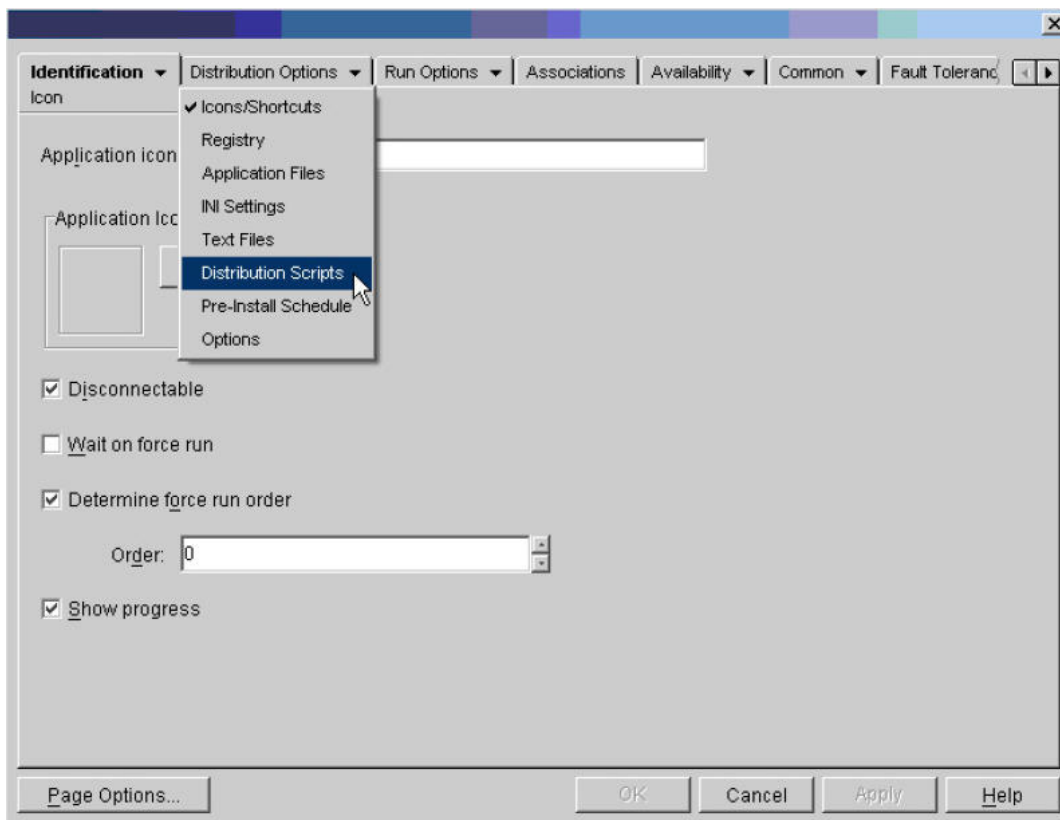 Identification Distribution Options Run Options Associations Availability Common Fault Toleranc
Icon
Icons/Shortcuts
Registry
Application Files
INI Settings
Text Files
Distribution Scripts
Pre-Install Schedule
Options
Application icon
Application Ico
Disconnectable
Wait on force run
Determine force run order
Order: 0
Show progress
Page Options... OK Cancel Apply Help